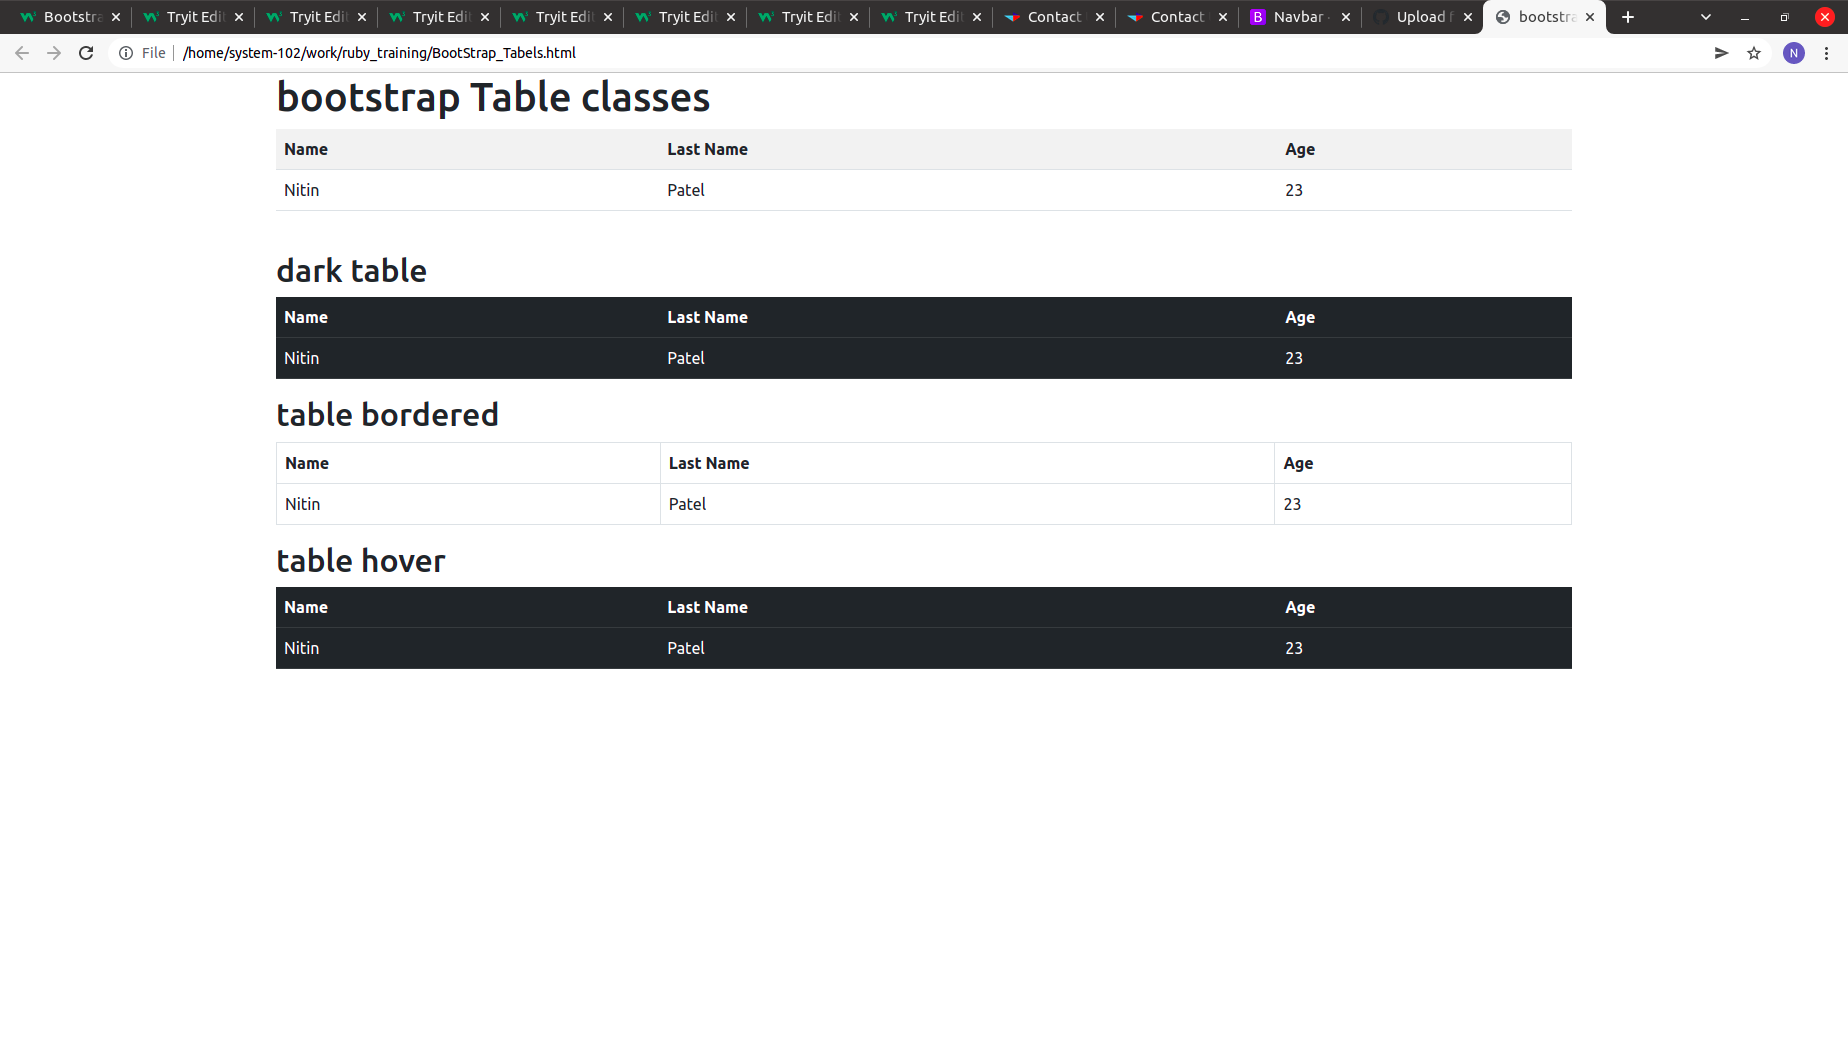 Bootstra Tryit Edi Tryit Edi Tryit Edi Tryit Edi Tryit Edi Tryit Edi Tryit Edi Contact Contact B Navbar - Upload f bootstra
File /home/system-102/work/ruby_training/BootStrap_Tabels.html N
bootstrap Table classes
Name Last Name Age
Nitin Patel 23
dark table
Name Last Name Age
Nitin Patel 23
table bordered
Name Last Name Age
Nitin Patel 23
table hover
Name Last Name Age
Nitin Patel 23